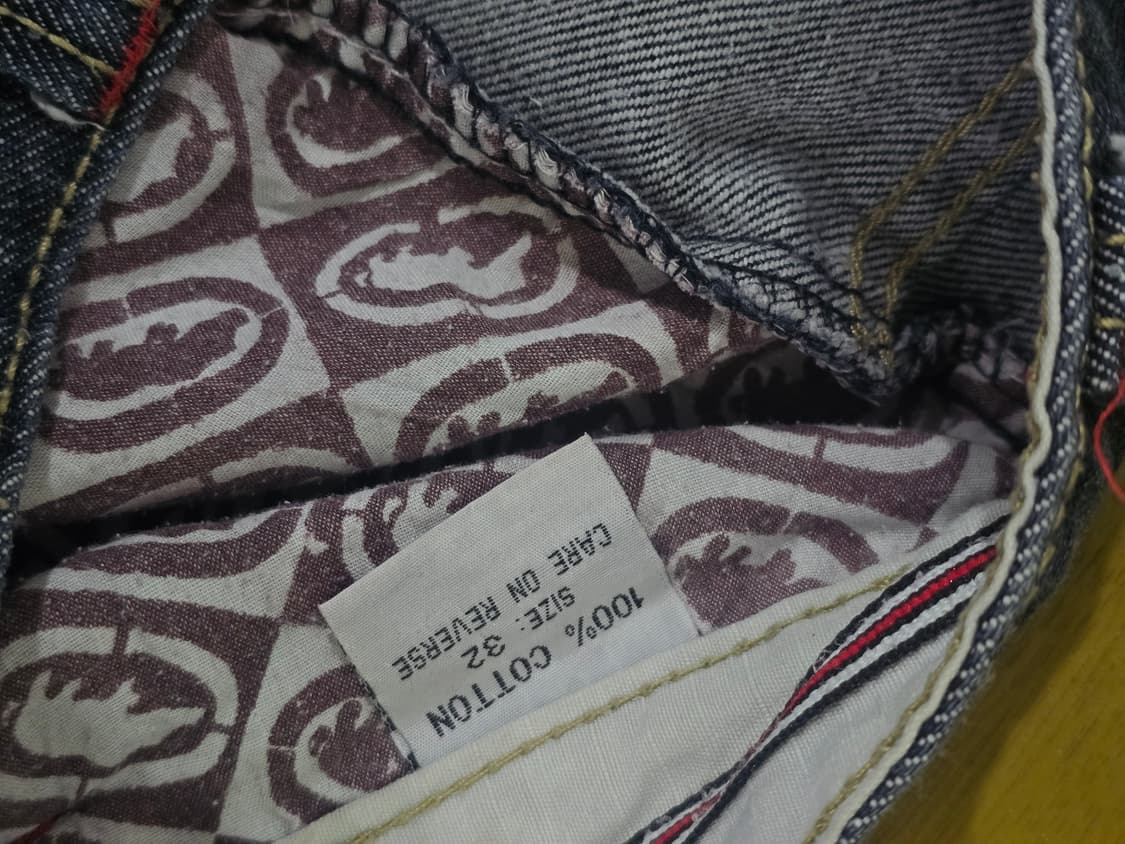 100% COTTON
SIZE: 32
CARE ON REVERSE